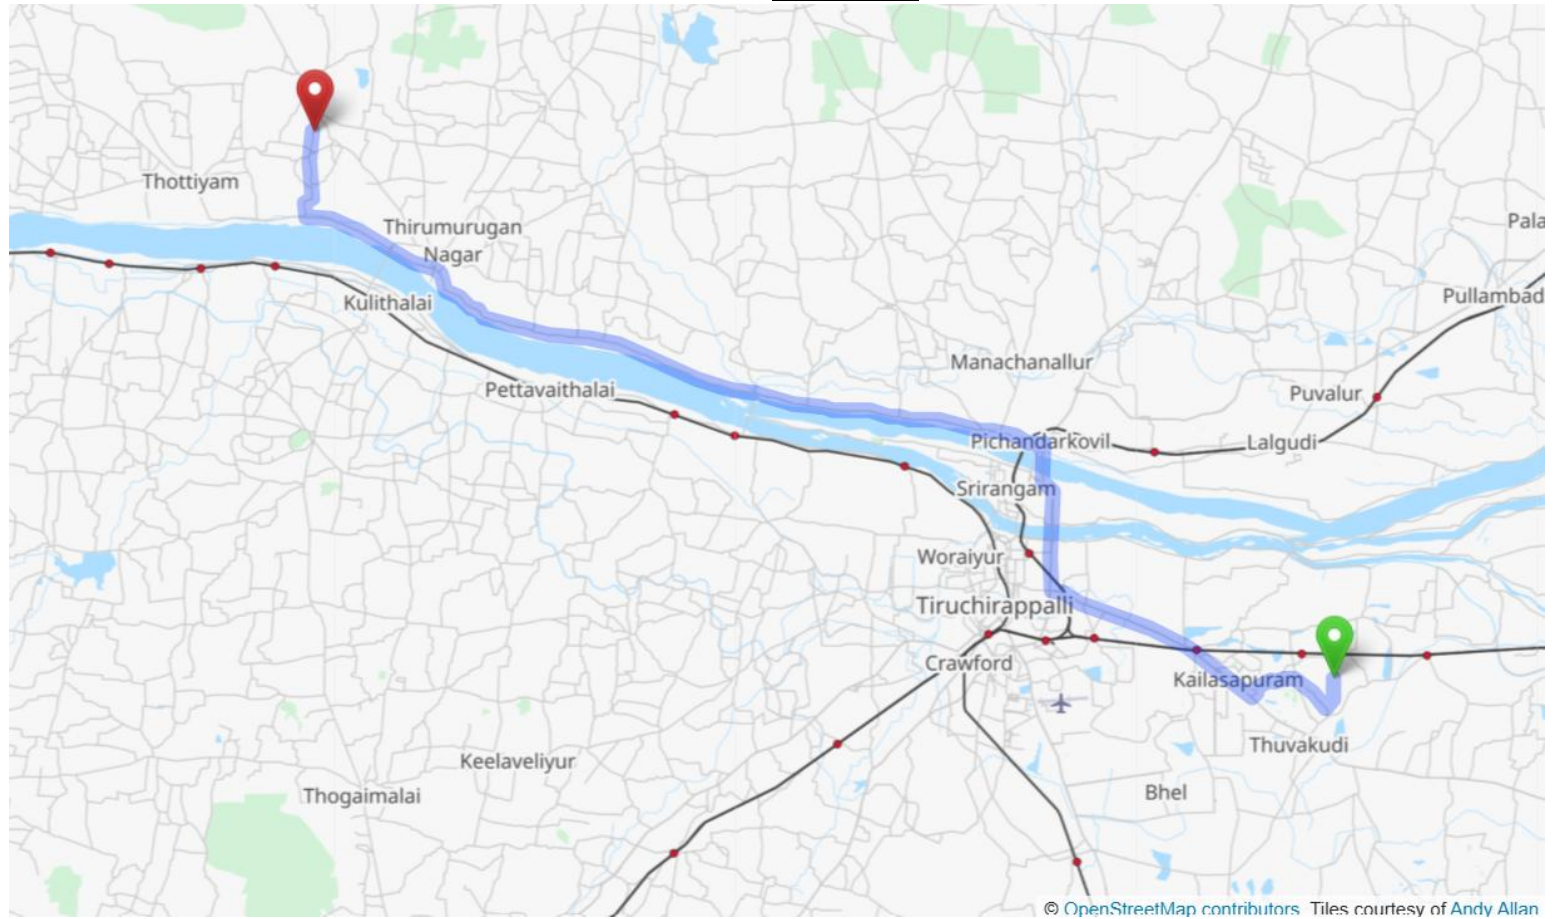 Thottiyam
Pala
Thirumurugan
Nagar
Kulithalai
Pullambad
Manachanallur
Pettavaithalai
Puvalur
Pichandarkovil
Lalgudi
Srirangam
Woraiyur
Tiruchirappalli
Crawford
Kailasapuram
Thuvakudi
Keelaveliyur
Thogaimalai
Bhel
© OpenStreetMap contributors Tiles courtesy of Andy Allan